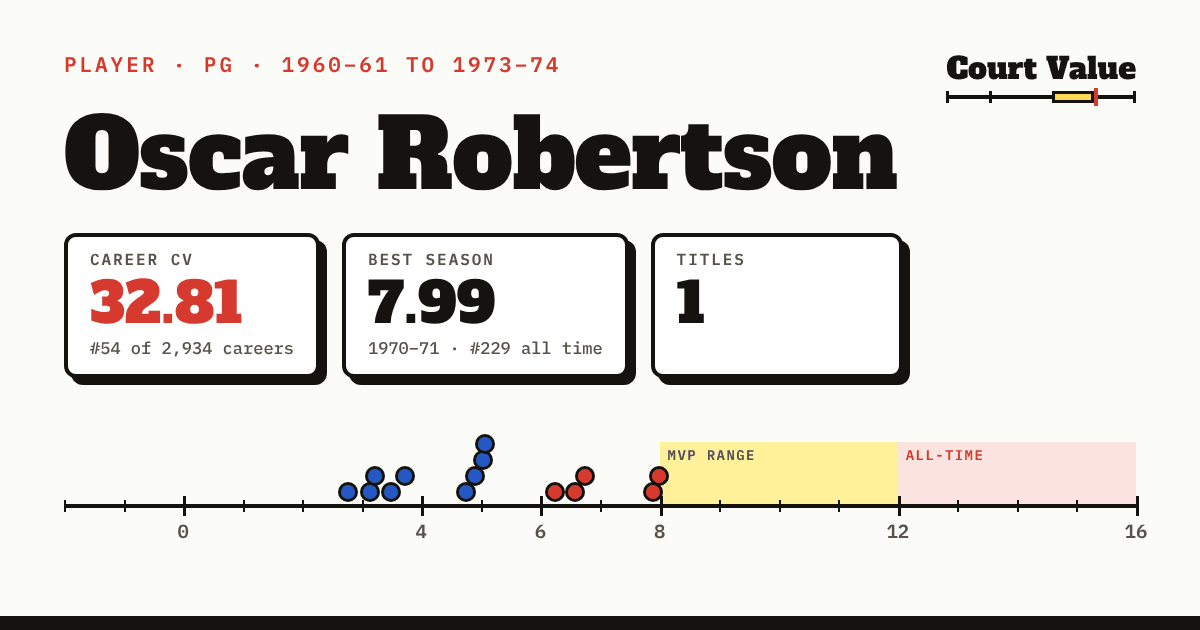 PLAYER · PG · 1960–61 TO 1973–74
Court Value
Oscar Robertson
CAREER CV
32.81
#54 of 2,934 careers
BEST SEASON
7.99
1970–71 · #229 all time
TITLES
1
MVP RANGE
ALL-TIME
0 4 6 8 12 16